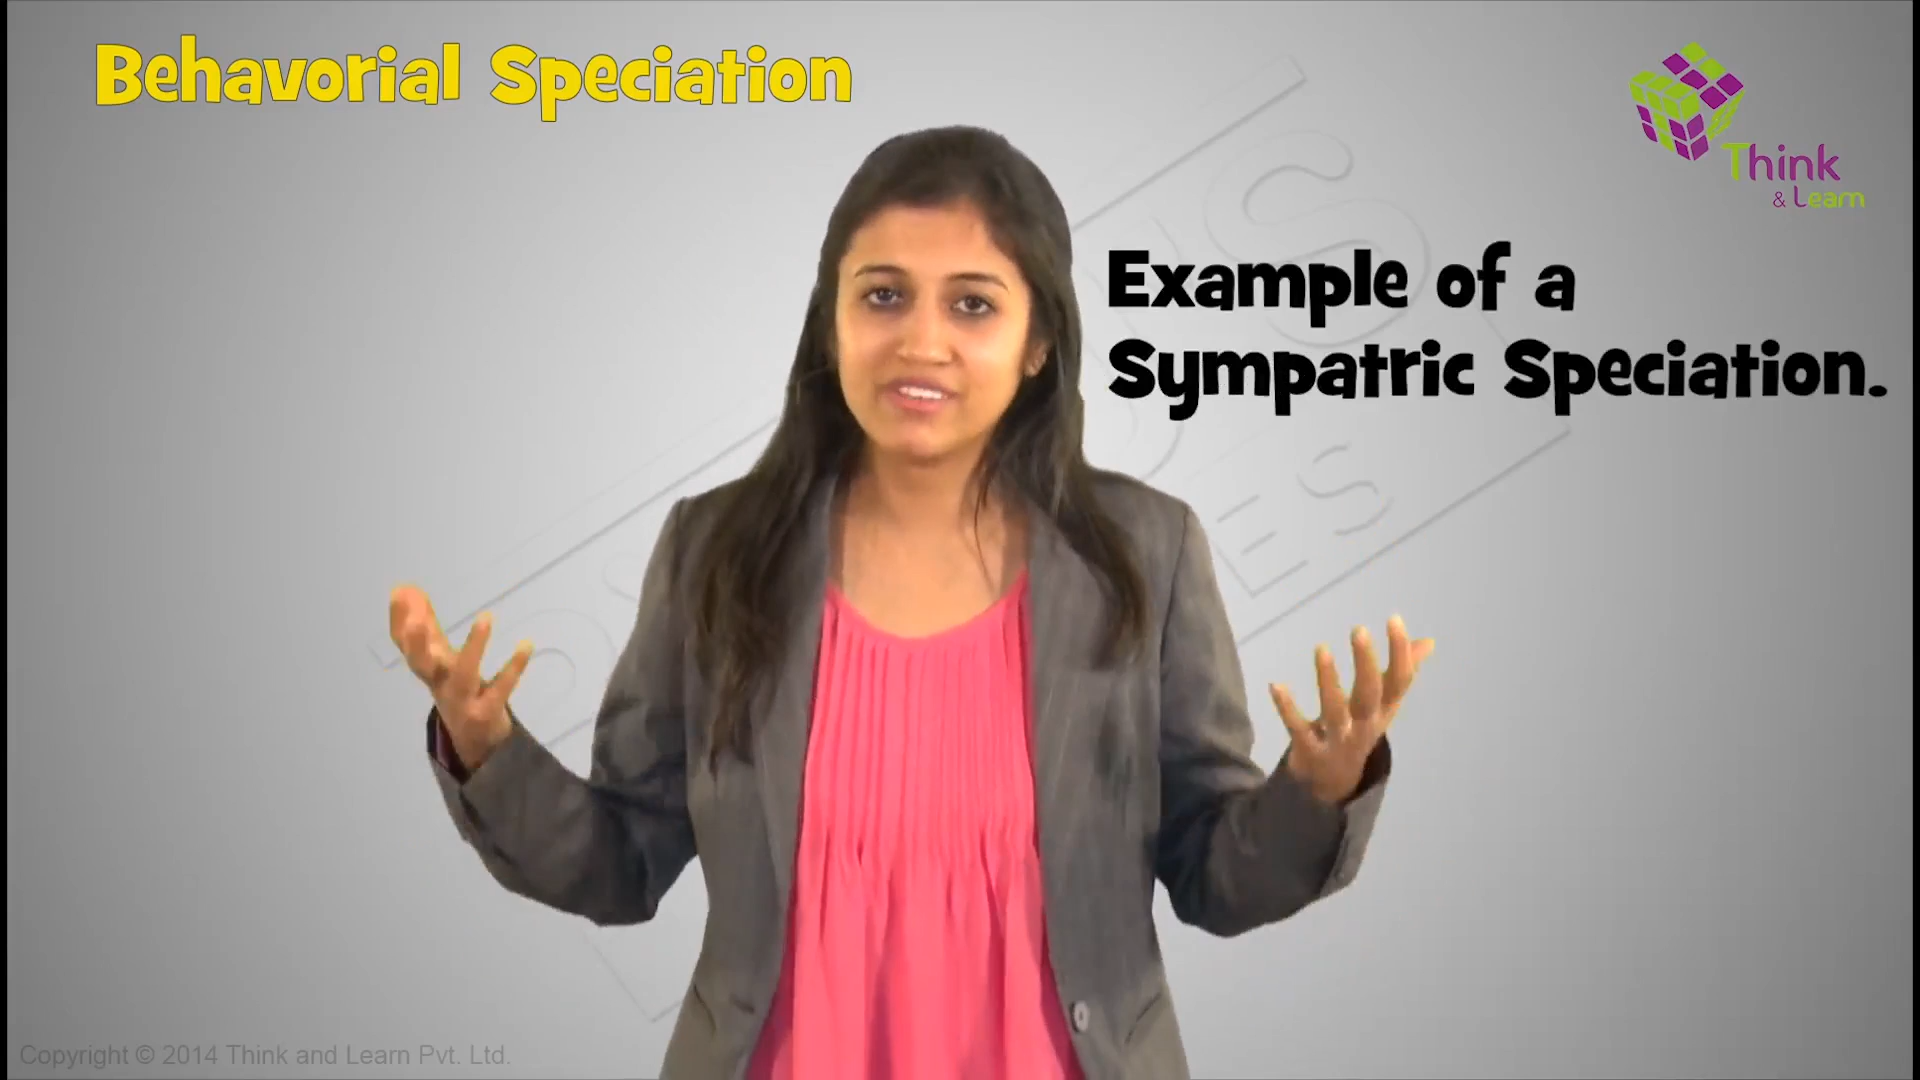 Behavorial Speciation
Think
& Learn
Example of a
Sympatric Speciation.
Copyright © 2014 Think and Learn Pvt. Ltd.